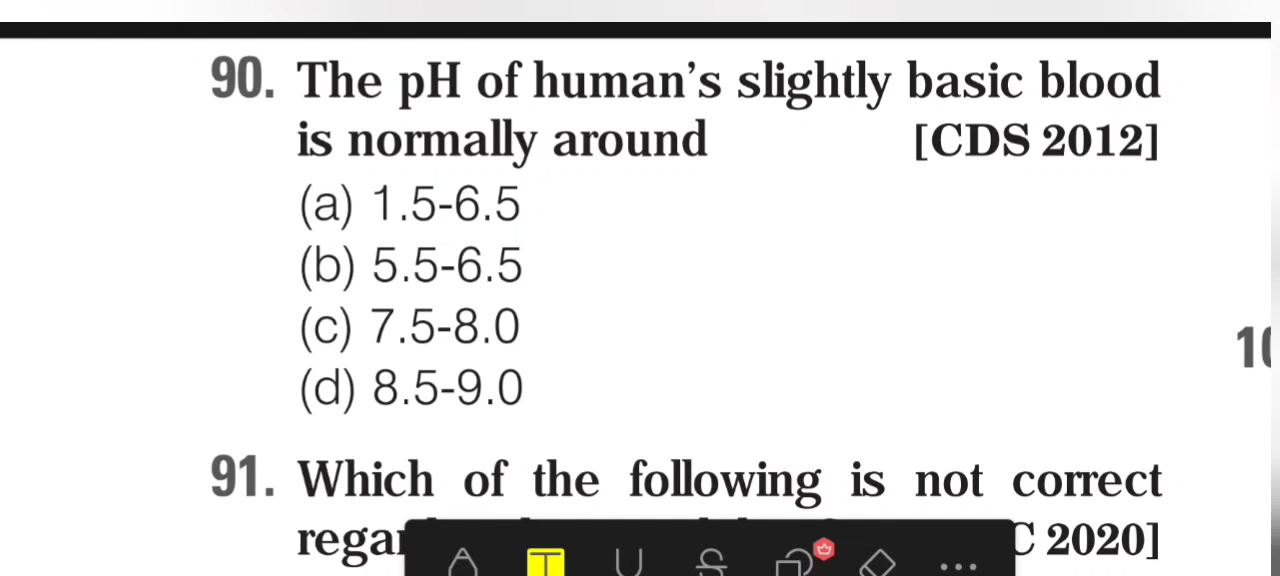 90. The pH of human's slightly basic blood
is normally around [CDS 2012]
(a) 1.5-6.5
(b) 5.5-6.5
(c) 7.5-8.0
(d) 8.5-9.0
91. Which of the following is not correct
2020]